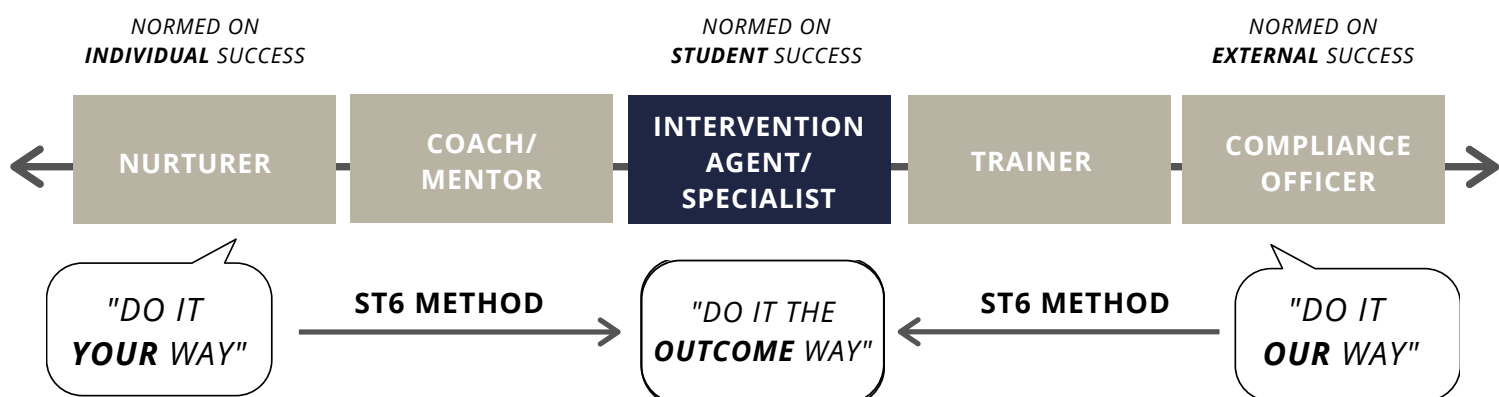 NORMED ON
INDIVIDUAL SUCCESS
NORMED ON
STUDENT SUCCESS
NORMED ON
EXTERNAL SUCCESS
NURTURER
COACH/
MENTOR
INTERVENTION
AGENT/
SPECIALIST
TRAINER
COMPLIANCE
OFFICER
"DO IT
YOUR WAY"
ST6 METHOD
"DO IT THE
OUTCOME WAY"
ST6 METHOD
"DO IT
OUR WAY"